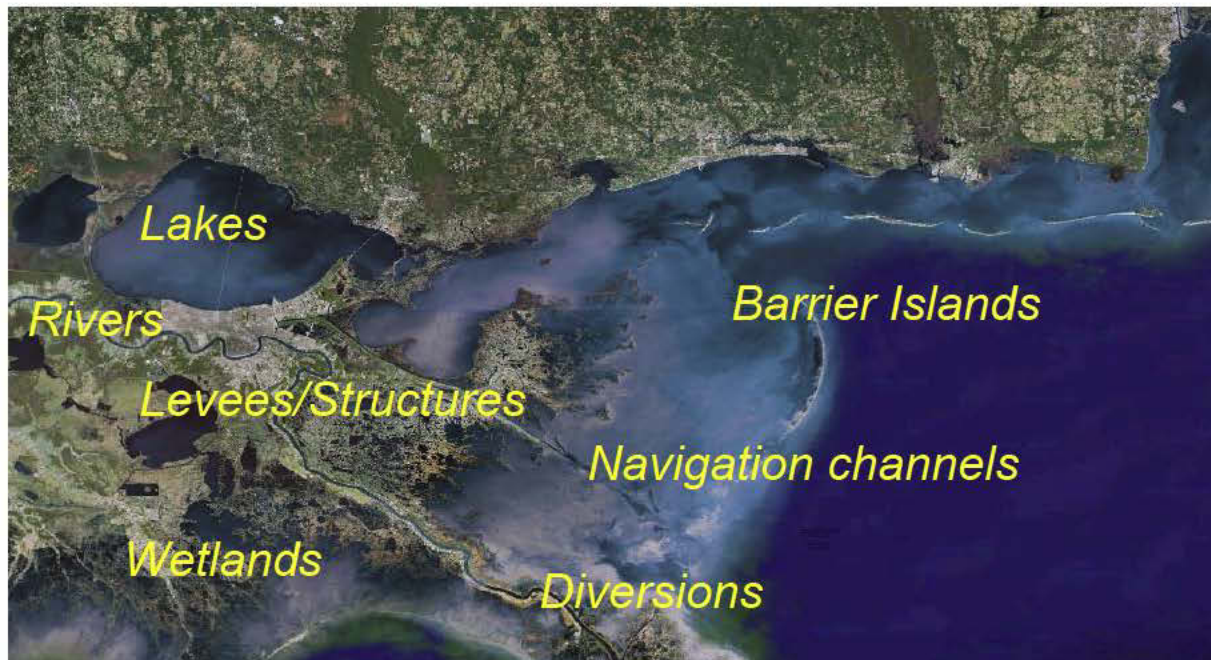 Lakes
Barrier Islands
Rivers
Levees/Structures
Navigation channels
Wetlands
Diversions